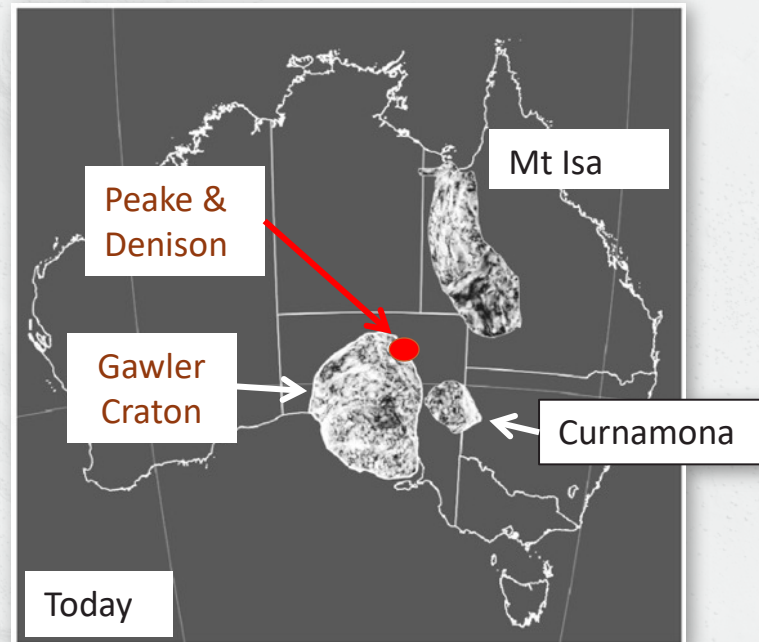 Mt Isa
Peake &
Denison
Gawler
Craton
Curnamona
Today